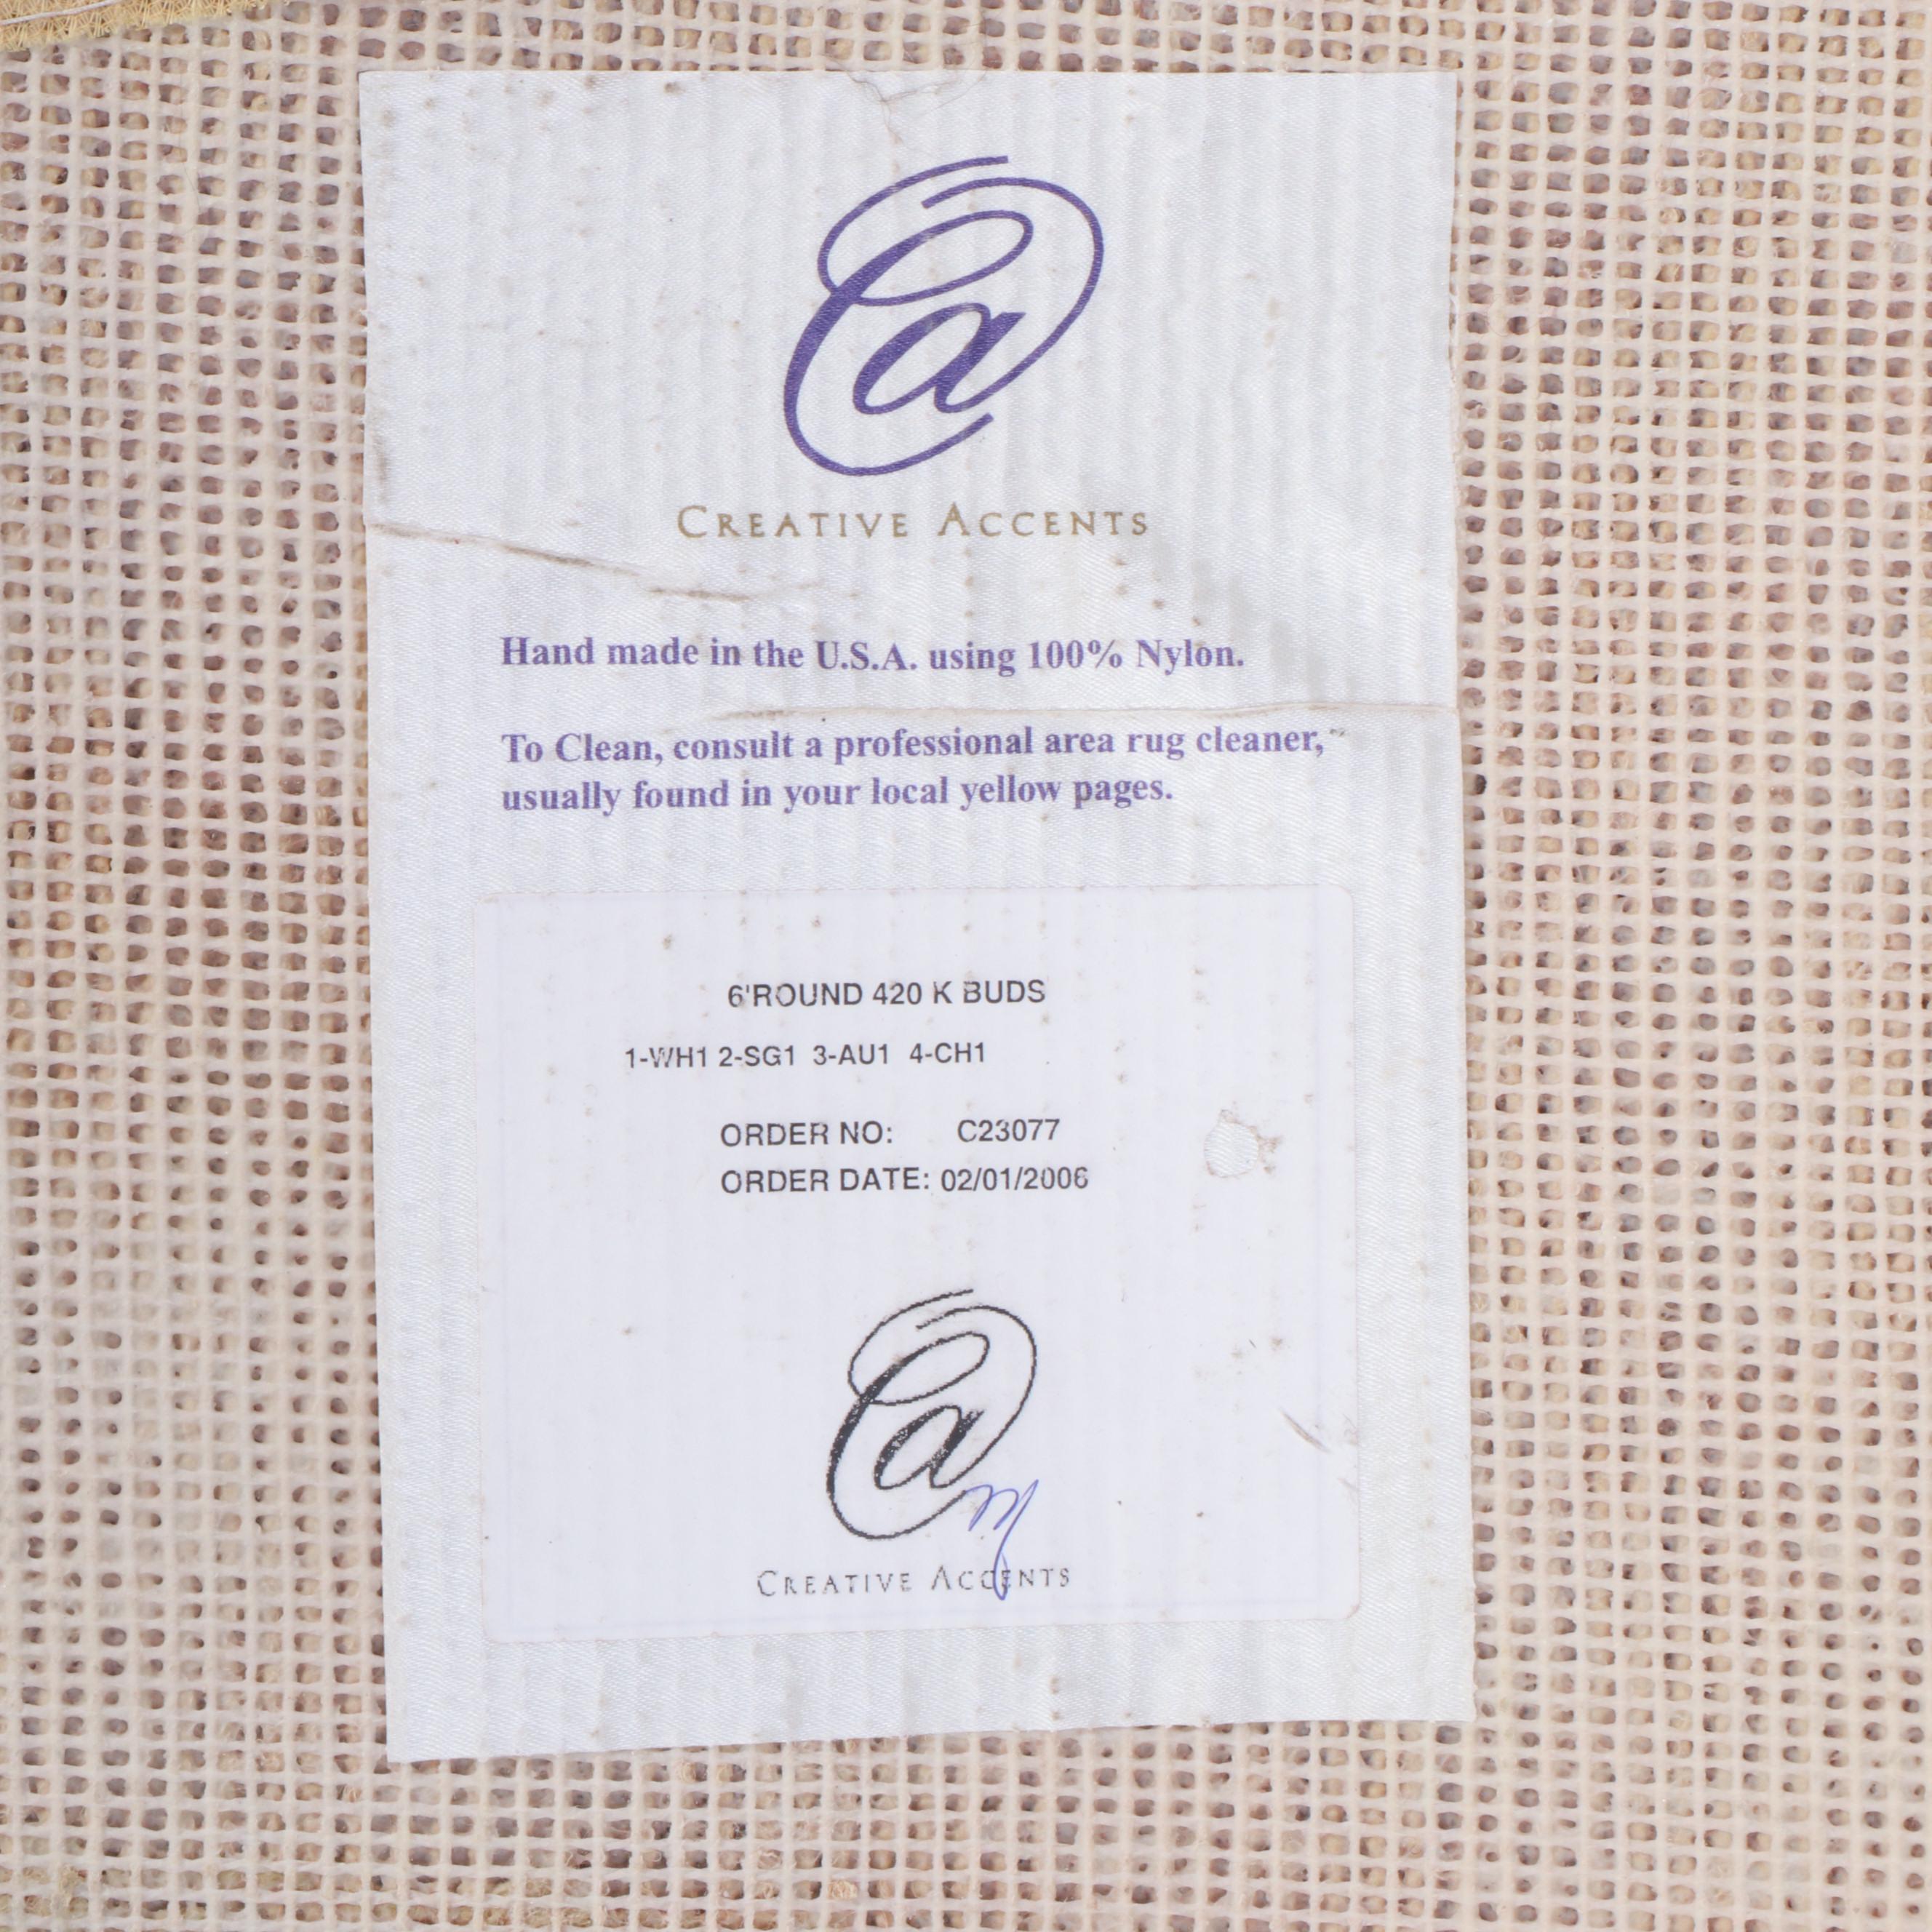 Ca
CREATIVE ACCENTS
Hand made in the U.S.A. using 100% Nylon.
To Clean, consult a professional area rug cleaner,
usually found in your local yellow pages.
6'ROUND 420 K BUDS
1-WH1 2-SG1 3-AU1 4-CH1
ORDER NO: C23077
ORDER DATE: 02/01/2006
Ca
CREATIVE ACCENTS